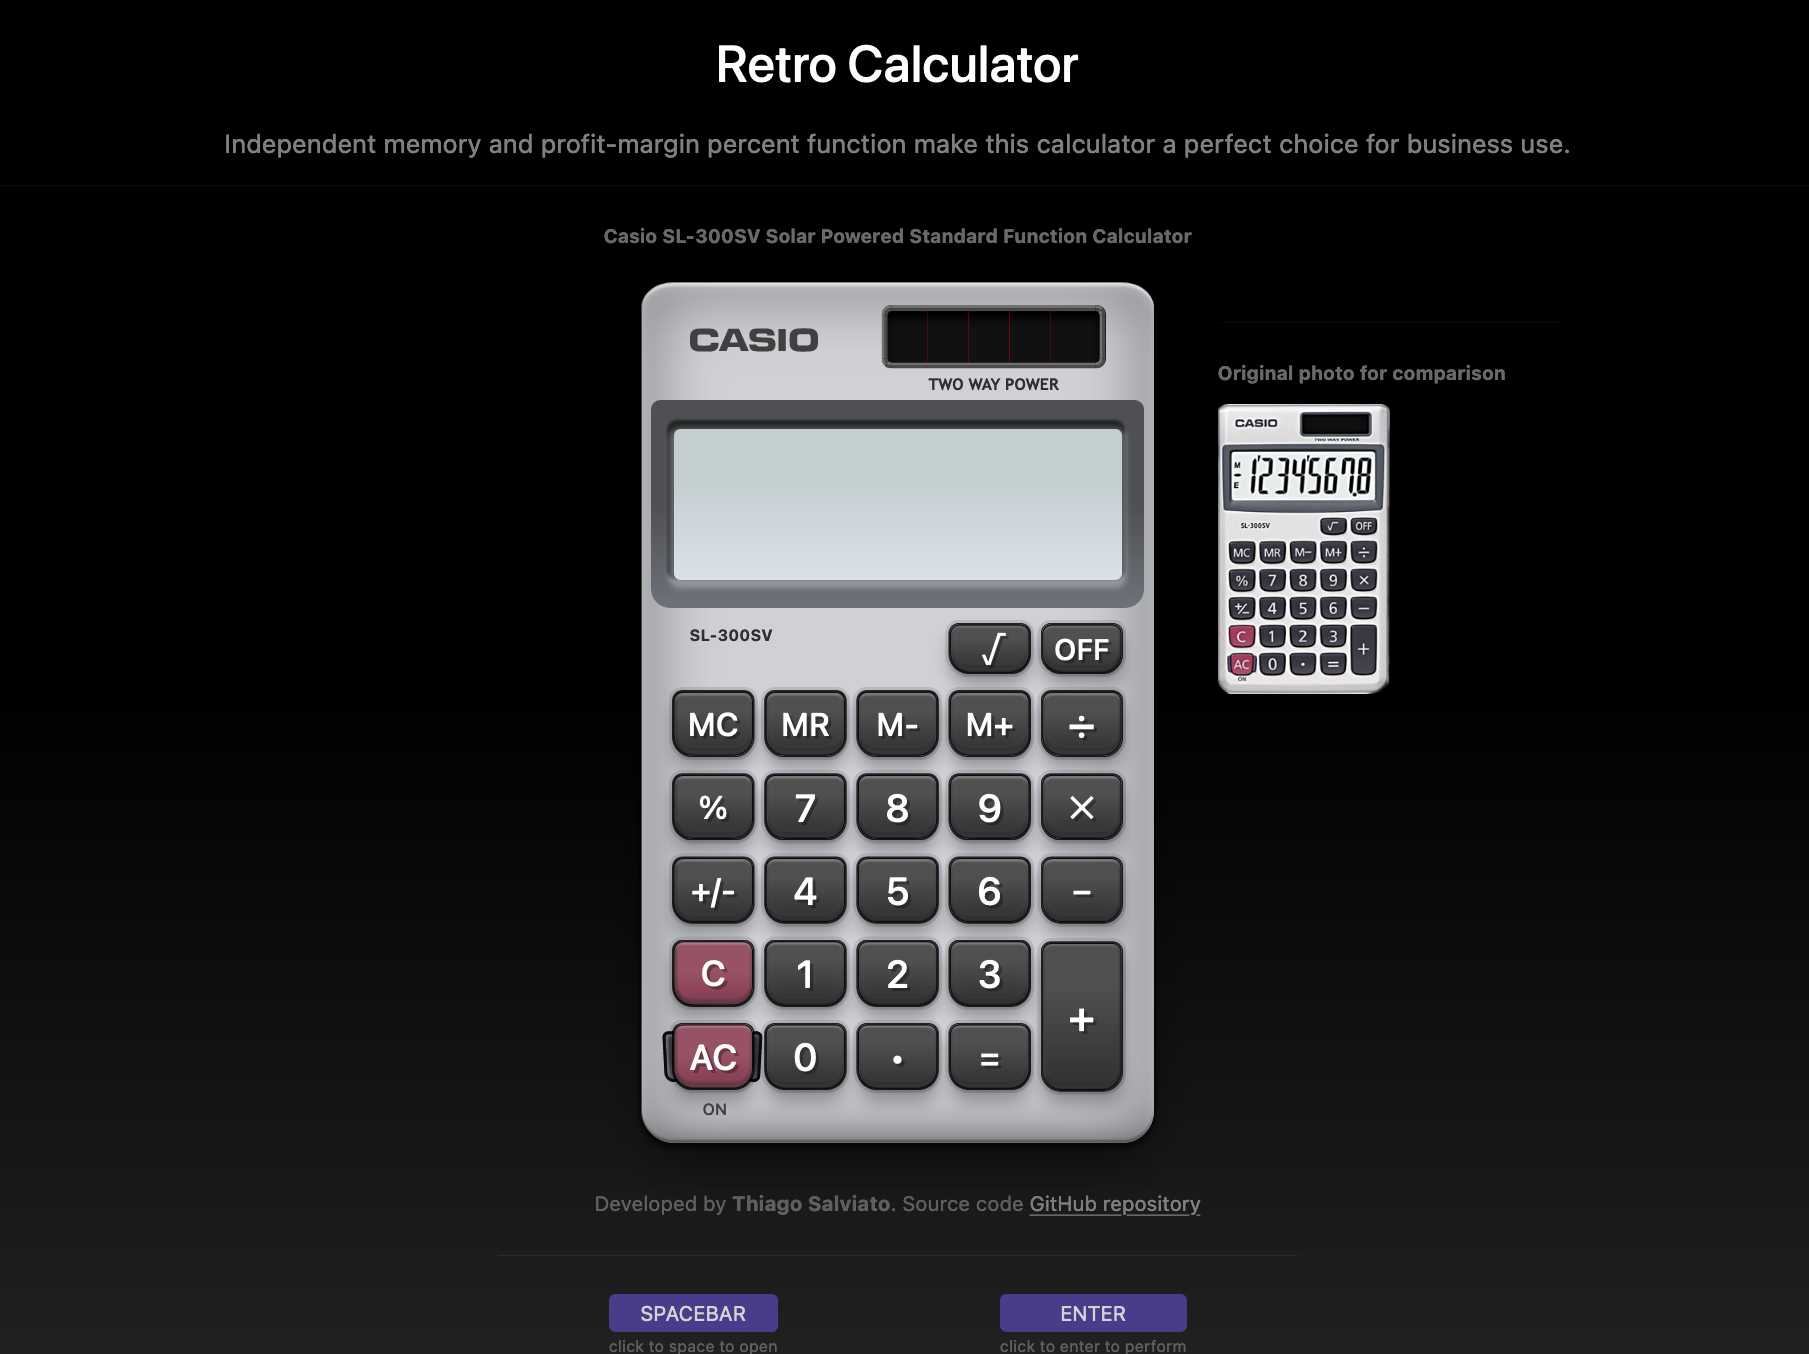 Retro Calculator
Independent memory and profit-margin percent function make this calculator a perfect choice for business use.
Casio SL-300SV Solar Powered Standard Function Calculator
CASIO
TWO WAY POWER
SL-300SV
√ OFF
MC MR M- M+ ÷
% 7 8 9 ×
+/- 4 5 6 −
C 1 2 3 +
AC 0 · =
ON
Original photo for comparison
CASIO
TWO WAY POWER
M
-
E
12'345'67.8
SL-300SV
√ OFF
MC MR M− M+ ÷
% 7 8 9 ×
+/− 4 5 6 −
C 1 2 3 +
AC 0 · =
ON
Developed by Thiago Salviato. Source code GitHub repository
SPACEBAR
click to space to open
ENTER
click to enter to perform